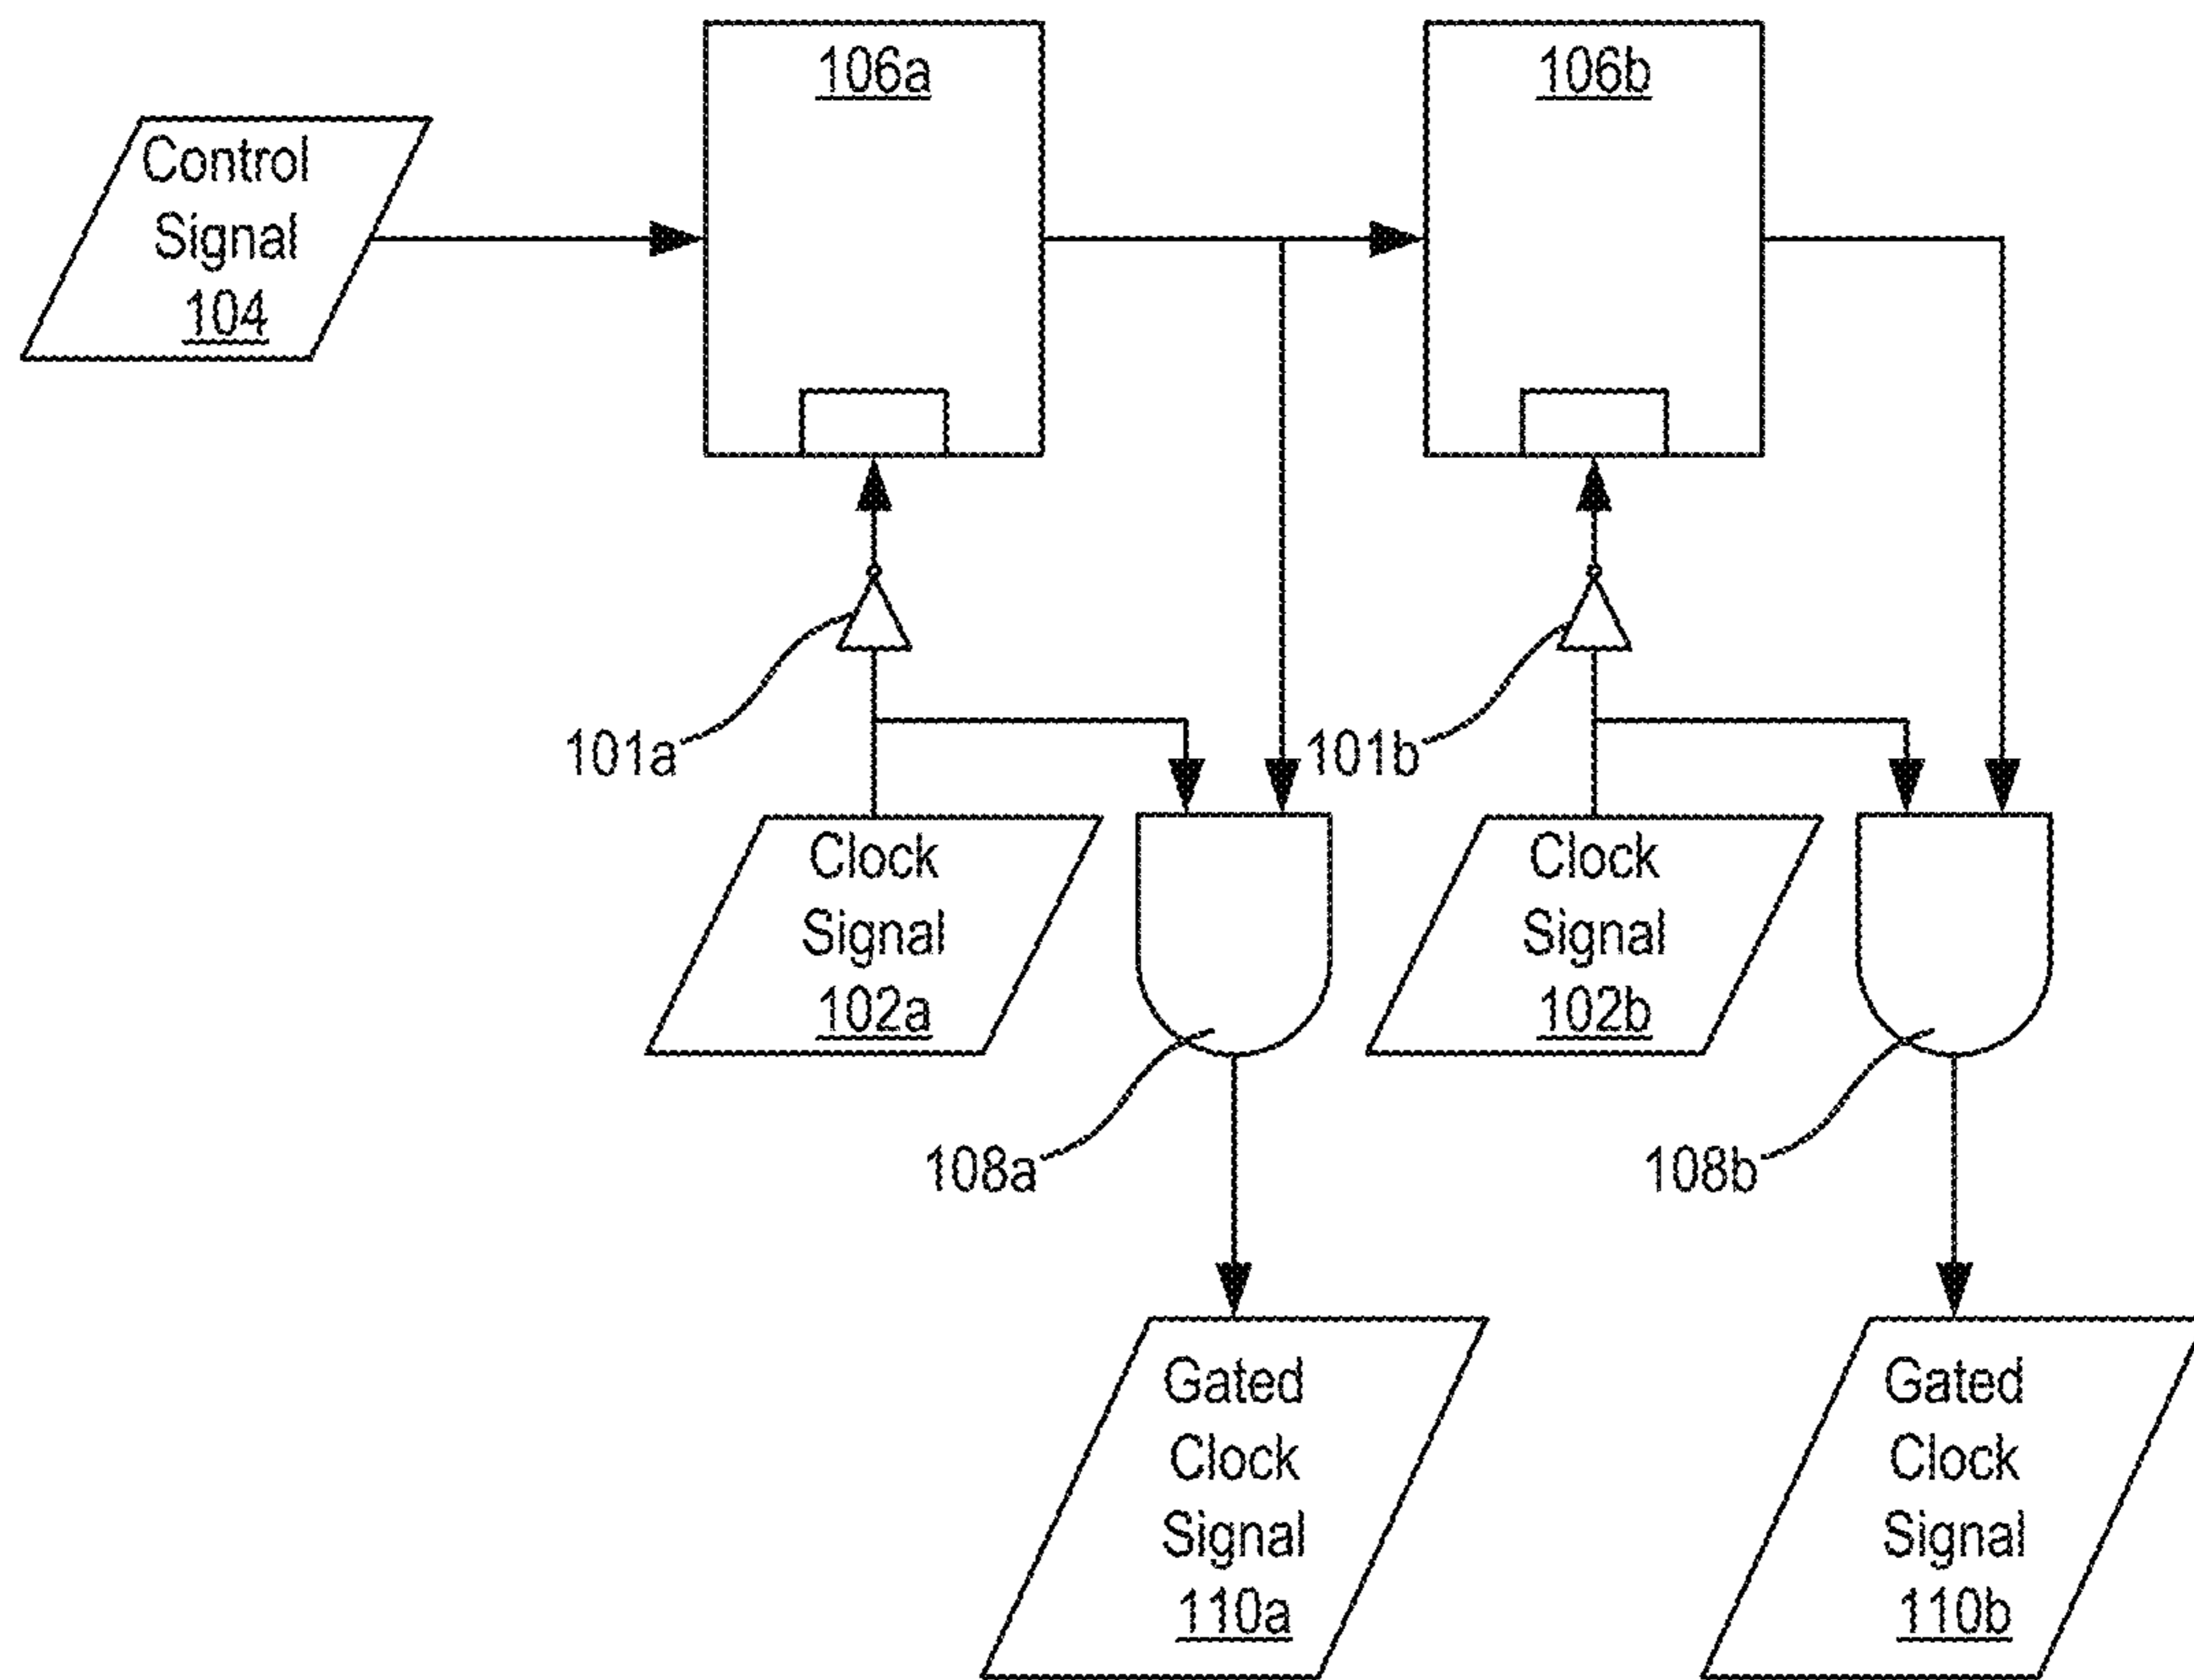 106a
106b
Control
Signal
104
101a
101b
Clock
Signal
102a
Clock
Signal
102b
108a
108b
Gated
Clock
Signal
110a
Gated
Clock
Signal
110b